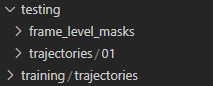 testing
frame_level_masks
trajectories/01
training/trajectories